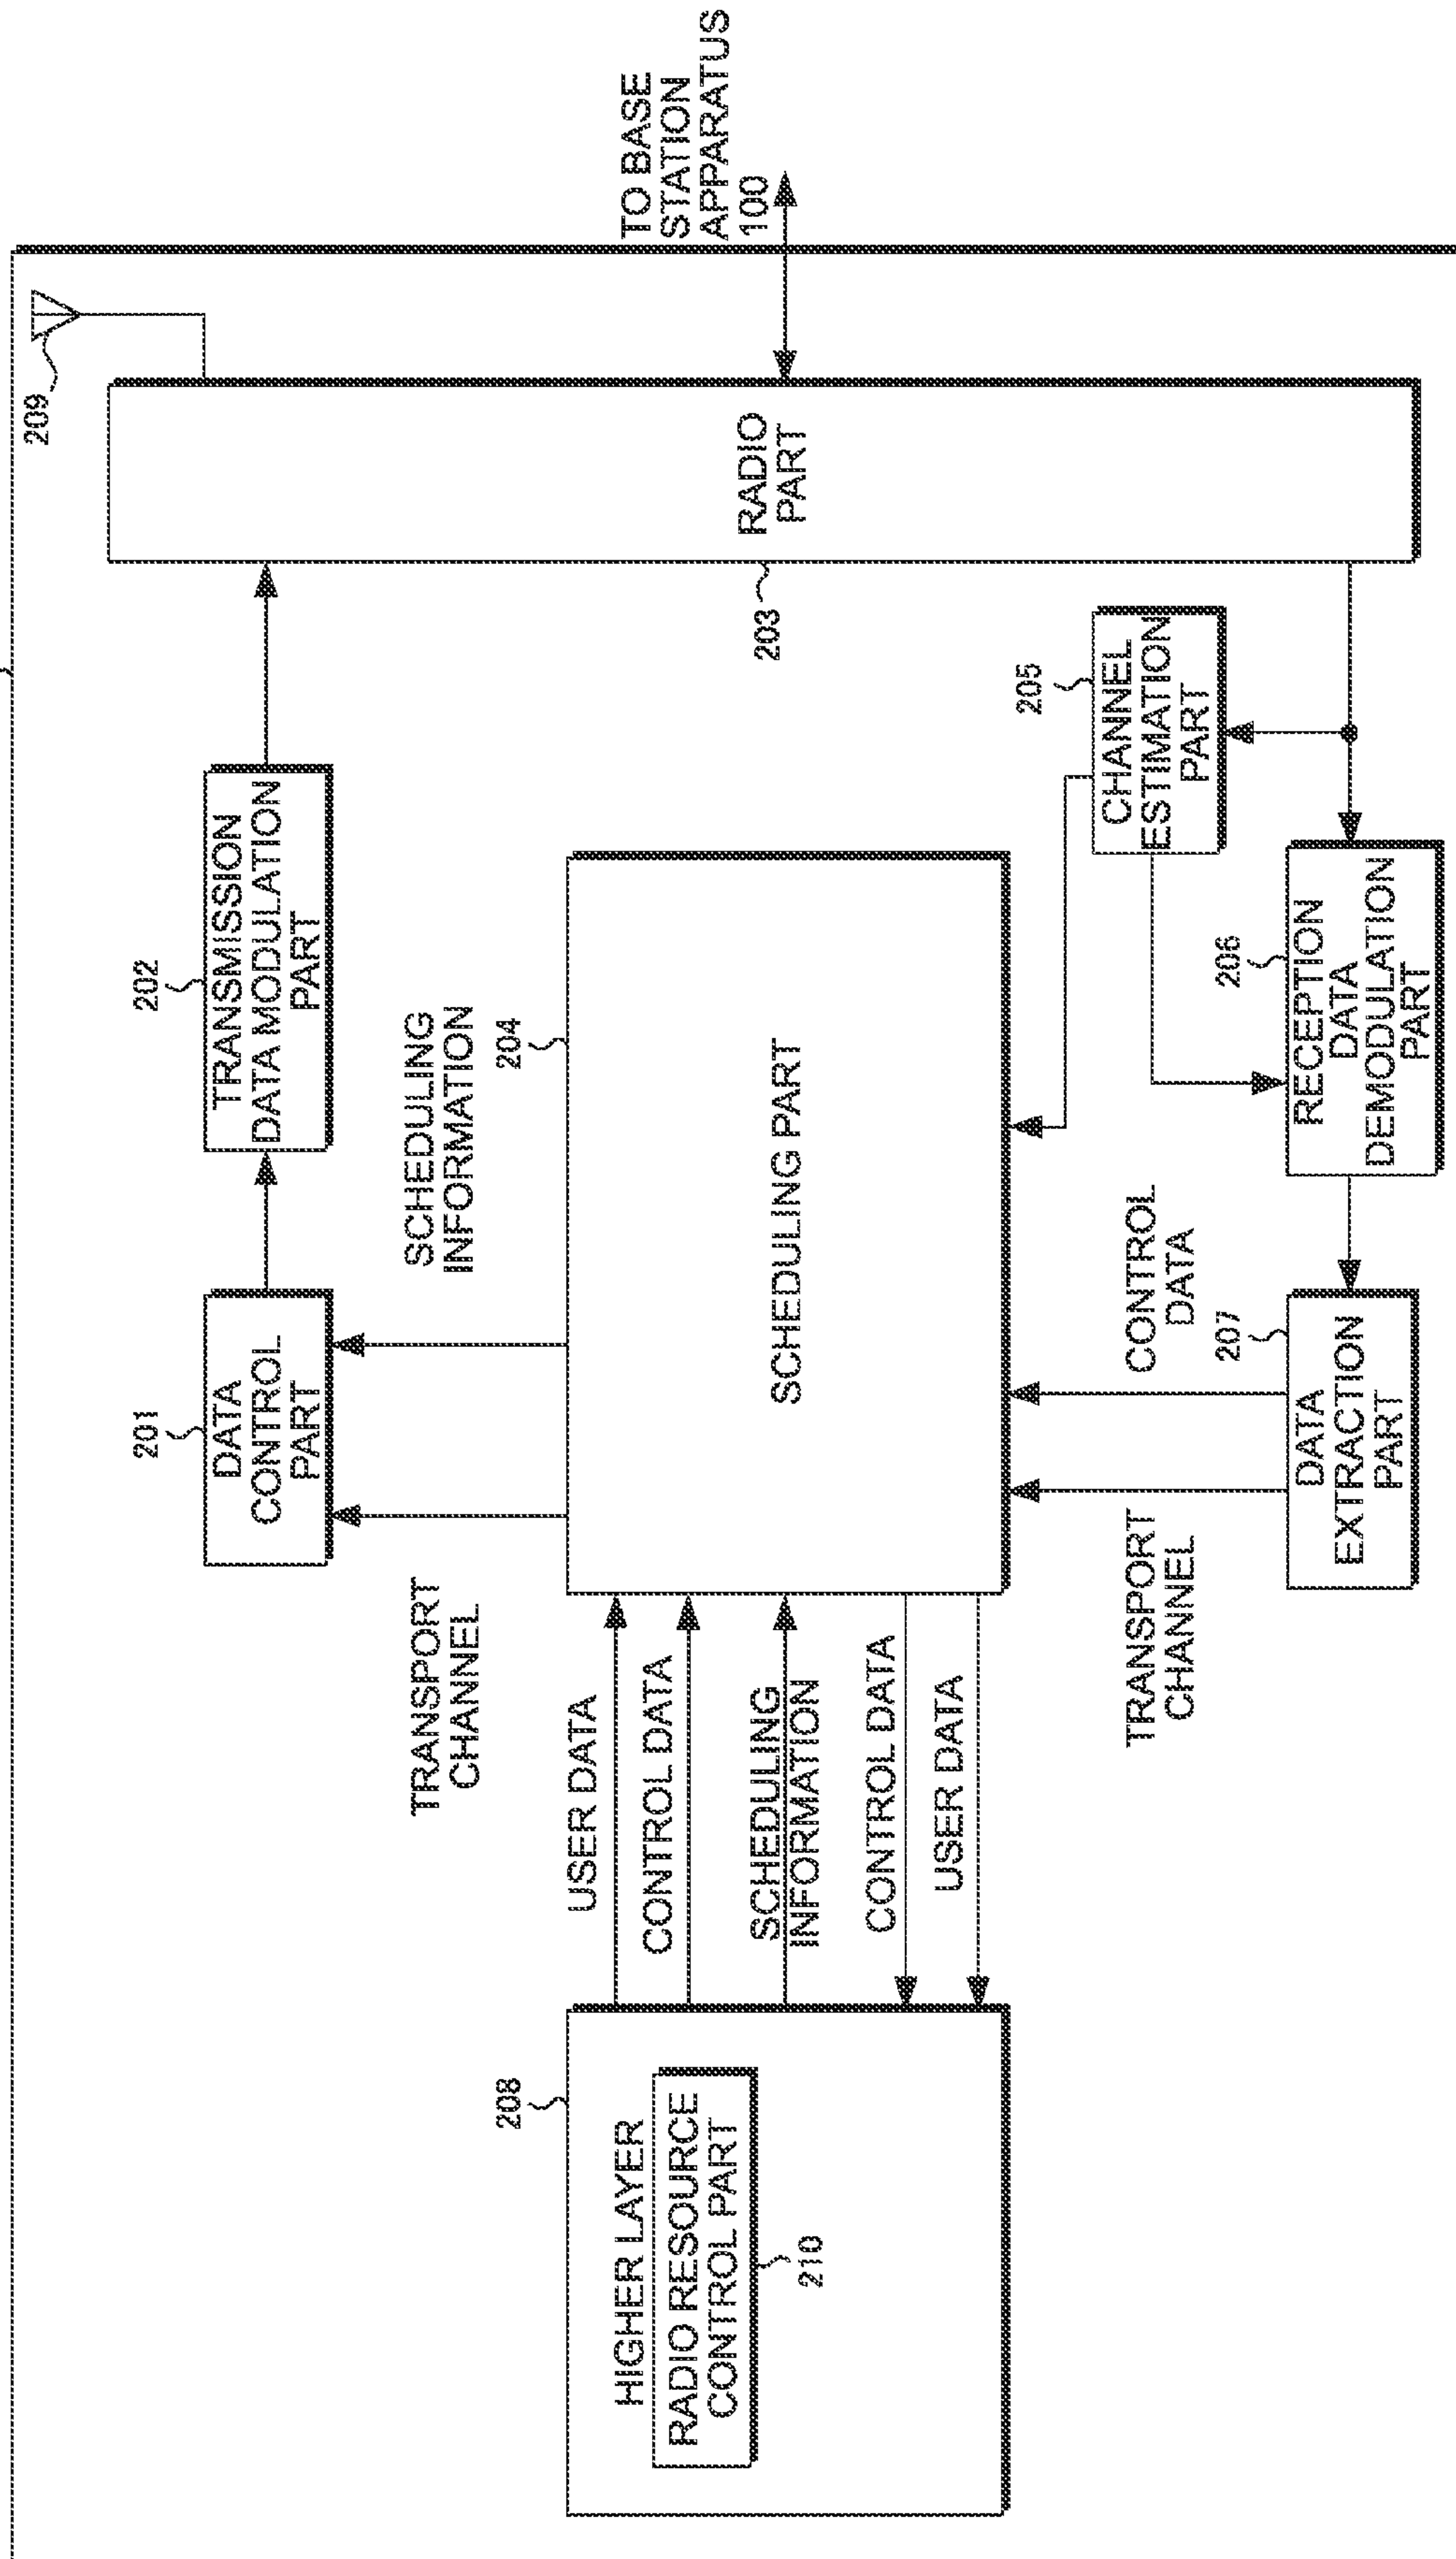 209
TO BASE
STATION
APPARATUS
100
201
DATA
CONTROL
PART
202
TRANSMISSION
DATA MODULATION
PART
RADIO
PART
203
TRANSPORT
CHANNEL
SCHEDULING
INFORMATION
208
HIGHER LAYER
RADIO RESOURCE
CONTROL PART
210
USER DATA
CONTROL DATA
SCHEDULING
INFORMATION
CONTROL DATA
USER DATA
204
SCHEDULING PART
205
CHANNEL
ESTIMATION
PART
TRANSPORT
CHANNEL
CONTROL
DATA
207
DATA
EXTRACTION
PART
206
RECEPTION
DATA
DEMODULATION
PART